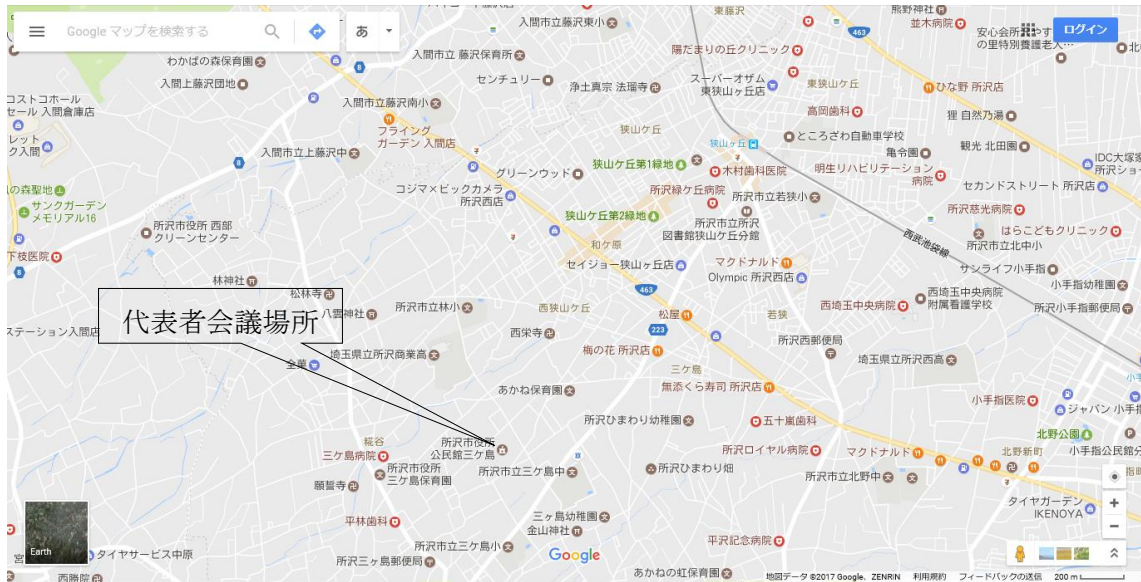 Google マップを検索する
あ
ログイン
東藤沢
熊野神社
並木病院
安心会所
の里特別養護老人…
入間市立藤沢東小
463
わかばの森保育園
入間市立 藤沢保育所
陽だまりの丘クリニック
入間上藤沢団地
センチュリー
浄土真宗 法瑠寺
スーパーオザム
東狭山ヶ丘店
東狭山ケ丘
ひな野 所沢店
コストコホール
セール 入間倉庫店
入間市立藤沢南小
高岡歯科
狸 自然乃湯
フライング
ガーデン 入間店
狭山ケ丘
狭山ヶ丘
ところざわ自動車学校
入間市立上藤沢中
亀令園
観光 北田園
グリーンウッド
狭山ケ丘第1緑地
木村歯科医院
明生リハビリテーション
病院
IDC大塚家
所沢ショー
コジマ×ビックカメラ
所沢西店
所沢緑ケ丘病院
所沢市立若狭小
セカンドストリート 所沢店
の森聖地
サンクガーデン
メモリアル16
狭山ケ丘第2緑地
所沢市立所沢
図書館狭山ケ丘分館
所沢慈光病院
所沢市役所 西部
クリーンセンター
和ケ原
西武池袋線
はらこどもクリニック
所沢市立北中小
下枝医院
セイジョー狭山ヶ丘店
マクドナルド
Olympic 所沢西店
サンライフ小手指
林神社
小手指幼稚園
463
松林寺
八雲神社
所沢市立林小
西狭山ケ丘
松屋
若狭
西埼玉中央病院
西埼玉中央病院
附属看護学校
所沢小手指郵便局
代表者会議場所
ステーション入間店
西栄寺
223
所沢西郵便局
埼玉県立所沢商業高
梅の花 所沢店
埼玉県立所沢西高
全菓
三ケ島
あかね保育園
無添くら寿司 所沢店
小手指医院
ジャパン 小手指
所沢ひまわり幼稚園
五十嵐歯科
北野公園
糀谷
所沢市役所
公民館三ケ島
三ケ島病院
所沢ロイヤル病院
マクドナルド
北野新町
小手指公民館分
所沢市役所
三ケ島保育園
所沢市立三ケ島中
所沢ひまわり畑
所沢市立北野中
願誓寺
タイヤガーデン
IKENOYA
平林歯科
三ヶ島幼稚園
金山神社
Earth
タイヤサービス中原
所沢市立三ケ島小
平沢記念病院
所沢三ヶ島郵便局
Google
西勝院
あかねの虹保育園
地図データ ©2017 Google、ZENRIN 利用規約 フィードバックの送信 200 m